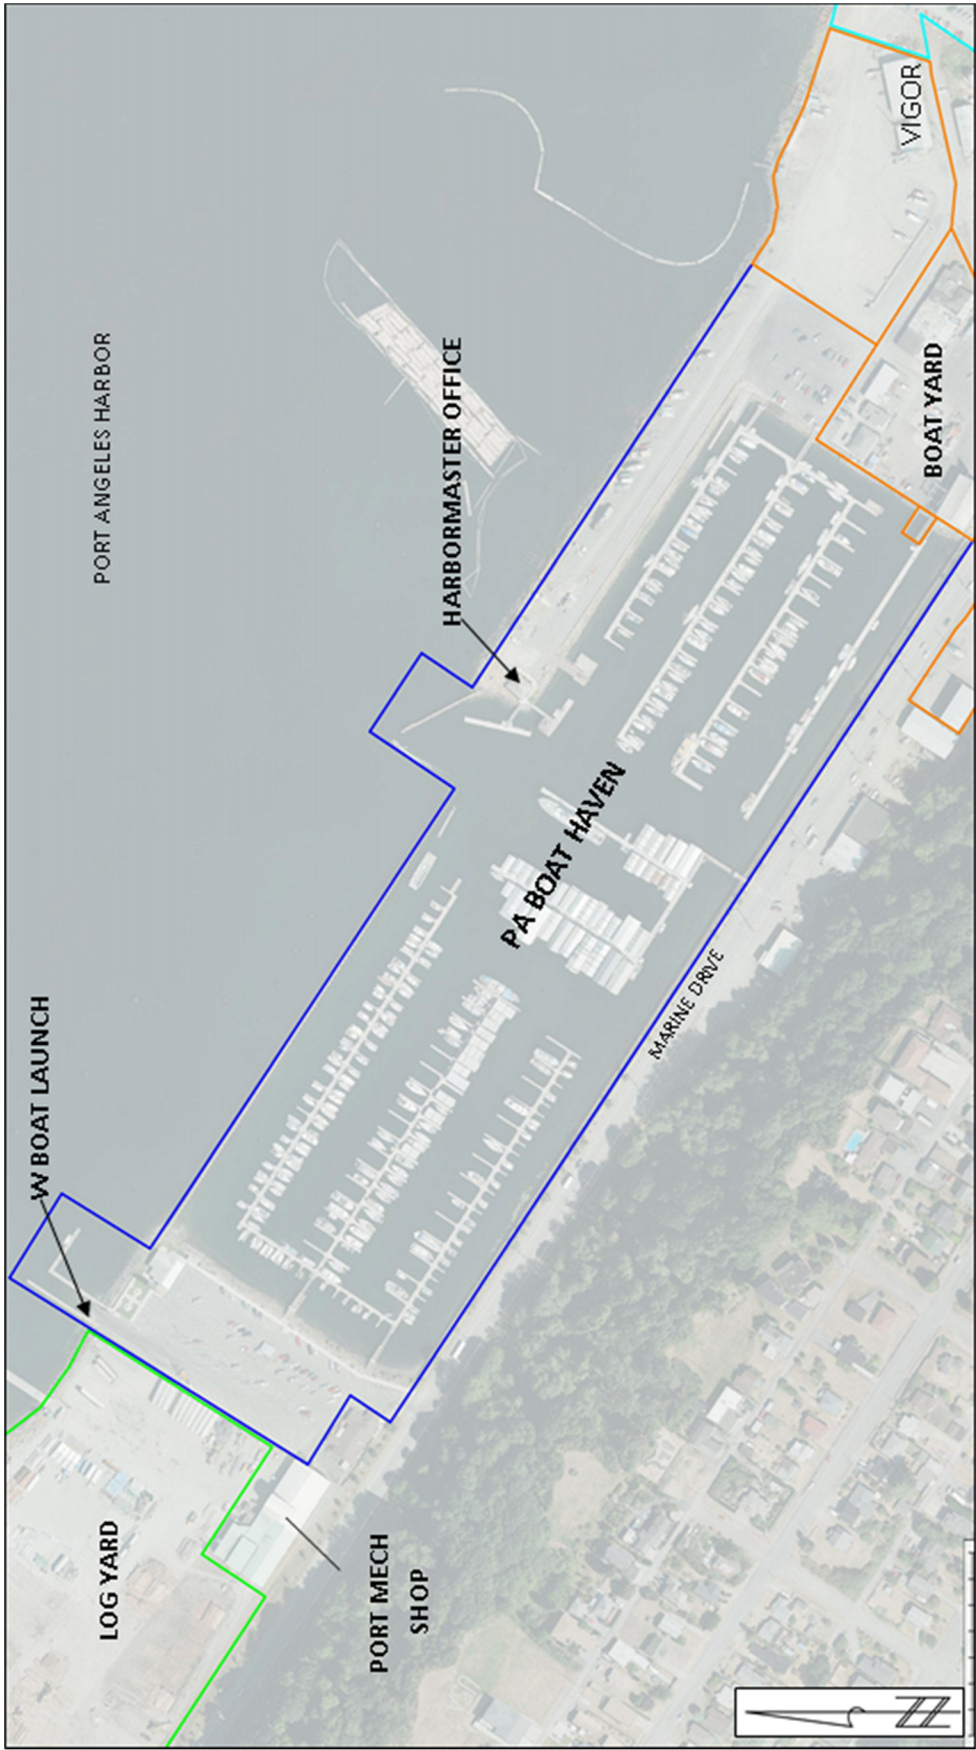 PORT ANGELES HARBOR
W BOAT LAUNCH
HARBORMASTER OFFICE
LOG YARD
PA BOAT HAVEN
VIGOR
PORT MECH
SHOP
MARINE DRIVE
BOAT YARD
N